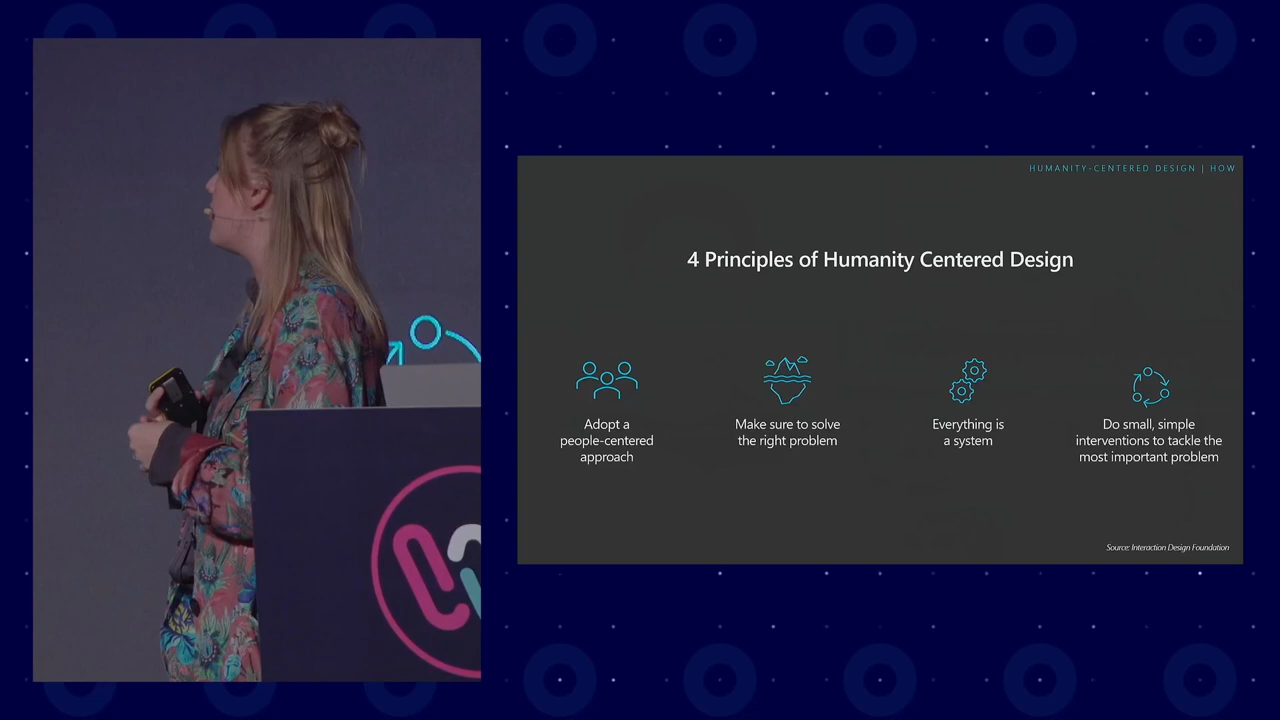 HUMANITY-CENTERED DESIGN | HOW
4 Principles of Humanity Centered Design
Adopt a
people-centered
approach
Make sure to solve
the right problem
Everything is
a system
Do small, simple
interventions to tackle the
most important problem
Source: Interaction Design Foundation